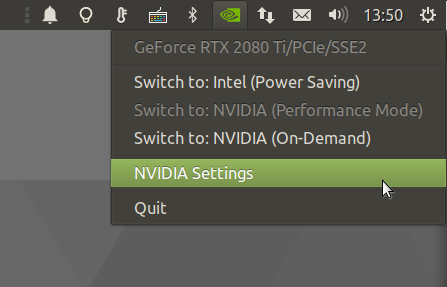 13:50
GeForce RTX 2080 Ti/PCIe/SSE2
Switch to: Intel (Power Saving)
Switch to: NVIDIA (Performance Mode)
Switch to: NVIDIA (On-Demand)
NVIDIA Settings
Quit